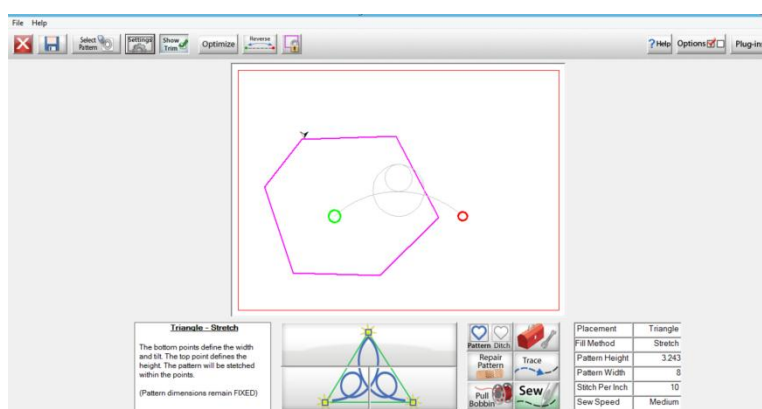 File Help
Select Pattern Settings Show Trim Optimize Reverse ?Help Options Plug-ins
Triangle - Stretch
The bottom points define the width
and tilt. The top point defines the
height. The pattern will be stetched
within the points.
(Pattern dimensions remain FIXED)
Pattern Ditch
Repair
Pattern
Trace
Pull
Bobbin
Sew
Placement Triangle
Fill Method Stretch
Pattern Height 3.243
Pattern Width 8
Stitch Per Inch 10
Sew Speed Medium